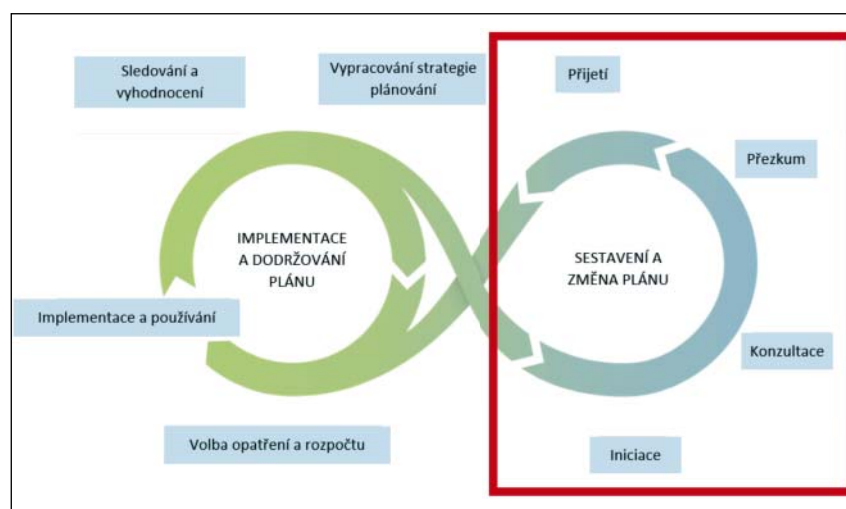 Sledování a
vyhodnocení
Vypracování strategie
plánování
Přijetí
Přezkum
IMPLEMENTACE
A DODRŽOVÁNÍ
PLÁNU
SESTAVENÍ A
ZMĚNA PLÁNU
Implementace a používání
Konzultace
Volba opatření a rozpočtu
Iniciace